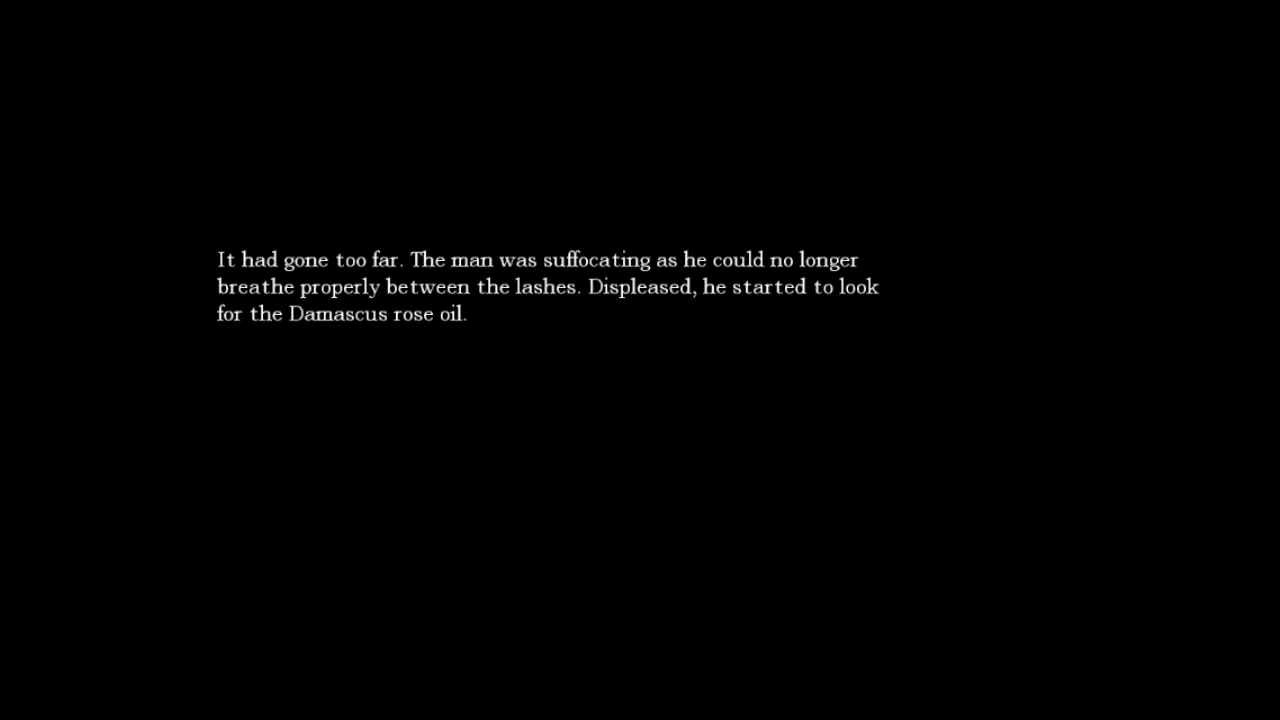 It had gone too far. The man was suffocating as he could no longer
breathe properly between the lashes. Displeased, he started to look
for the Damascus rose oil.